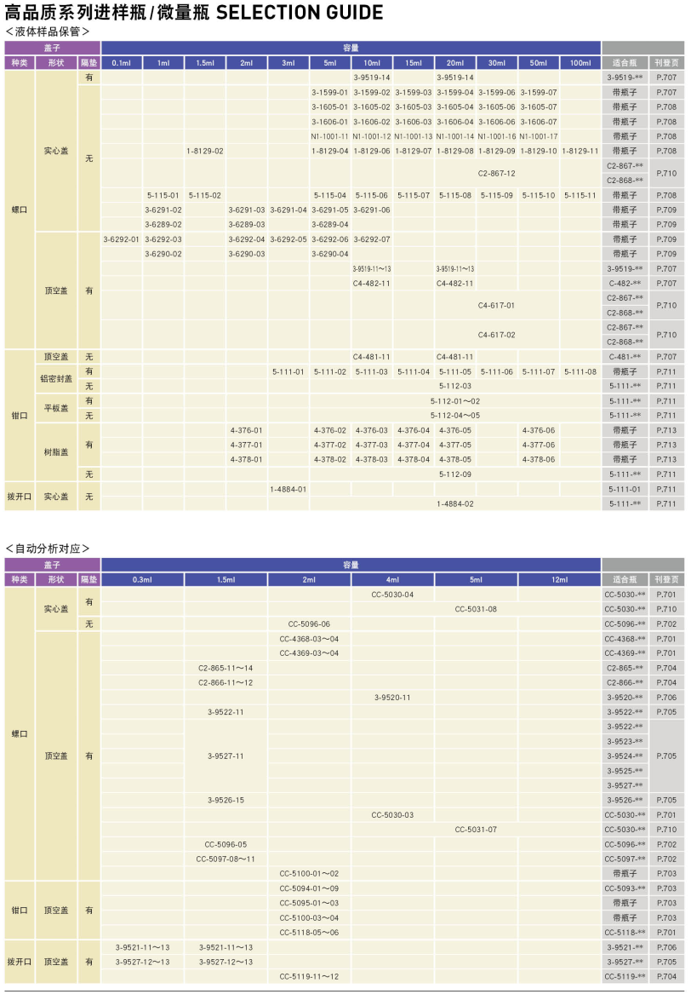 高品质系列进样瓶/微量瓶 SELECTION GUIDE
＜液体样品保管＞
盖子 容量
种类 形状 隔垫 0.1ml 1ml 1.5ml 2ml 3ml 5ml 10ml 15ml 20ml 30ml 50ml 100ml 适合瓶 刊登页
螺口 实心盖 有 3-9519-14 3-9519-14 3-9519-** P.707
无 3-1599-01 3-1599-02 3-1599-03 3-1599-04 3-1599-06 3-1599-07 带瓶子 P.707
3-1605-01 3-1605-02 3-1605-03 3-1605-04 3-1605-06 3-1605-07 带瓶子 P.708
3-1606-01 3-1606-02 3-1606-03 3-1606-04 3-1606-06 3-1606-07 带瓶子 P.708
N1-1001-11 N1-1001-12 N1-1001-13 N1-1001-14 N1-1001-16 N1-1001-17 带瓶子 P.708
1-8129-02 1-8129-04 1-8129-06 1-8129-07 1-8129-08 1-8129-09 1-8129-10 1-8129-11 带瓶子 P.708
C2-867-12 C2-867-** P.710
C2-868-**
5-115-01 5-115-02 5-115-04 5-115-06 5-115-07 5-115-08 5-115-09 5-115-10 5-115-11 带瓶子 P.708
3-6291-02 3-6291-03 3-6291-04 3-6291-05 3-6291-06 带瓶子 P.709
3-6289-02 3-6289-03 3-6289-04 带瓶子 P.709
顶空盖 有 3-6292-01 3-6292-03 3-6292-04 3-6292-05 3-6292-06 3-6292-07 带瓶子 P.709
3-6290-02 3-6290-03 3-6290-04 带瓶子 P.709
3-9519-11～13 3-9519-11～13 3-9519-** P.707
C4-482-11 C4-482-11 C-482-** P.707
C4-617-01 C2-867-** P.710
C2-868-**
C4-617-02 C2-867-** P.710
C2-868-**
钳口 顶空盖 无 C4-481-11 C4-481-11 C-481-** P.707
铝密封盖 有 5-111-01 5-111-02 5-111-03 5-111-04 5-111-05 5-111-06 5-111-07 5-111-08 带瓶子 P.711
无 5-112-03 5-111-** P.711
平板盖 有 5-112-01～02 5-111-** P.711
无 5-112-04～05 5-111-** P.711
树脂盖 有 4-376-01 4-376-02 4-376-03 4-376-04 4-376-05 4-376-06 带瓶子 P.713
4-377-01 4-377-02 4-377-03 4-377-04 4-377-05 4-377-06 带瓶子 P.713
4-378-01 4-378-02 4-378-03 4-378-04 4-378-05 4-378-06 带瓶子 P.713
无 5-112-09 5-111-** P.711
拨开口 实心盖 无 1-4884-01 5-111-01 P.711
1-4884-02 5-111-** P.711
＜自动分析对应＞
盖子 容量
种类 形状 隔垫 0.3ml 1.5ml 2ml 4ml 5ml 12ml 适合瓶 刊登页
螺口 实心盖 有 CC-5030-04 CC-5030-** P.701
CC-5031-08 CC-5030-** P.710
无 CC-5096-06 CC-5096-** P.702
顶空盖 有 CC-4368-03～04 CC-4368-** P.701
CC-4369-03～04 CC-4369-** P.701
C2-865-11～14 C2-865-** P.704
C2-866-11～12 C2-866-** P.704
3-9520-11 3-9520-** P.706
3-9522-11 3-9522-** P.705
3-9527-11 3-9522-** P.705
3-9523-**
3-9524-**
3-9525-**
3-9527-**
3-9526-15 3-9526-** P.705
CC-5030-03 CC-5030-** P.701
CC-5031-07 CC-5030-** P.710
CC-5096-05 CC-5096-** P.702
CC-5097-08～11 CC-5097-** P.702
CC-5100-01～02 带瓶子 P.703
钳口 顶空盖 有 CC-5094-01～09 CC-5093-** P.703
CC-5095-01～03 带瓶子 P.703
CC-5100-03～04 带瓶子 P.703
CC-5118-05～06 CC-5118-** P.701
拨开口 顶空盖 有 3-9521-11～13 3-9521-11～13 3-9521-** P.706
3-9527-12～13 3-9527-12～13 3-9527-** P.705
CC-5119-11～12 CC-5119-** P.704